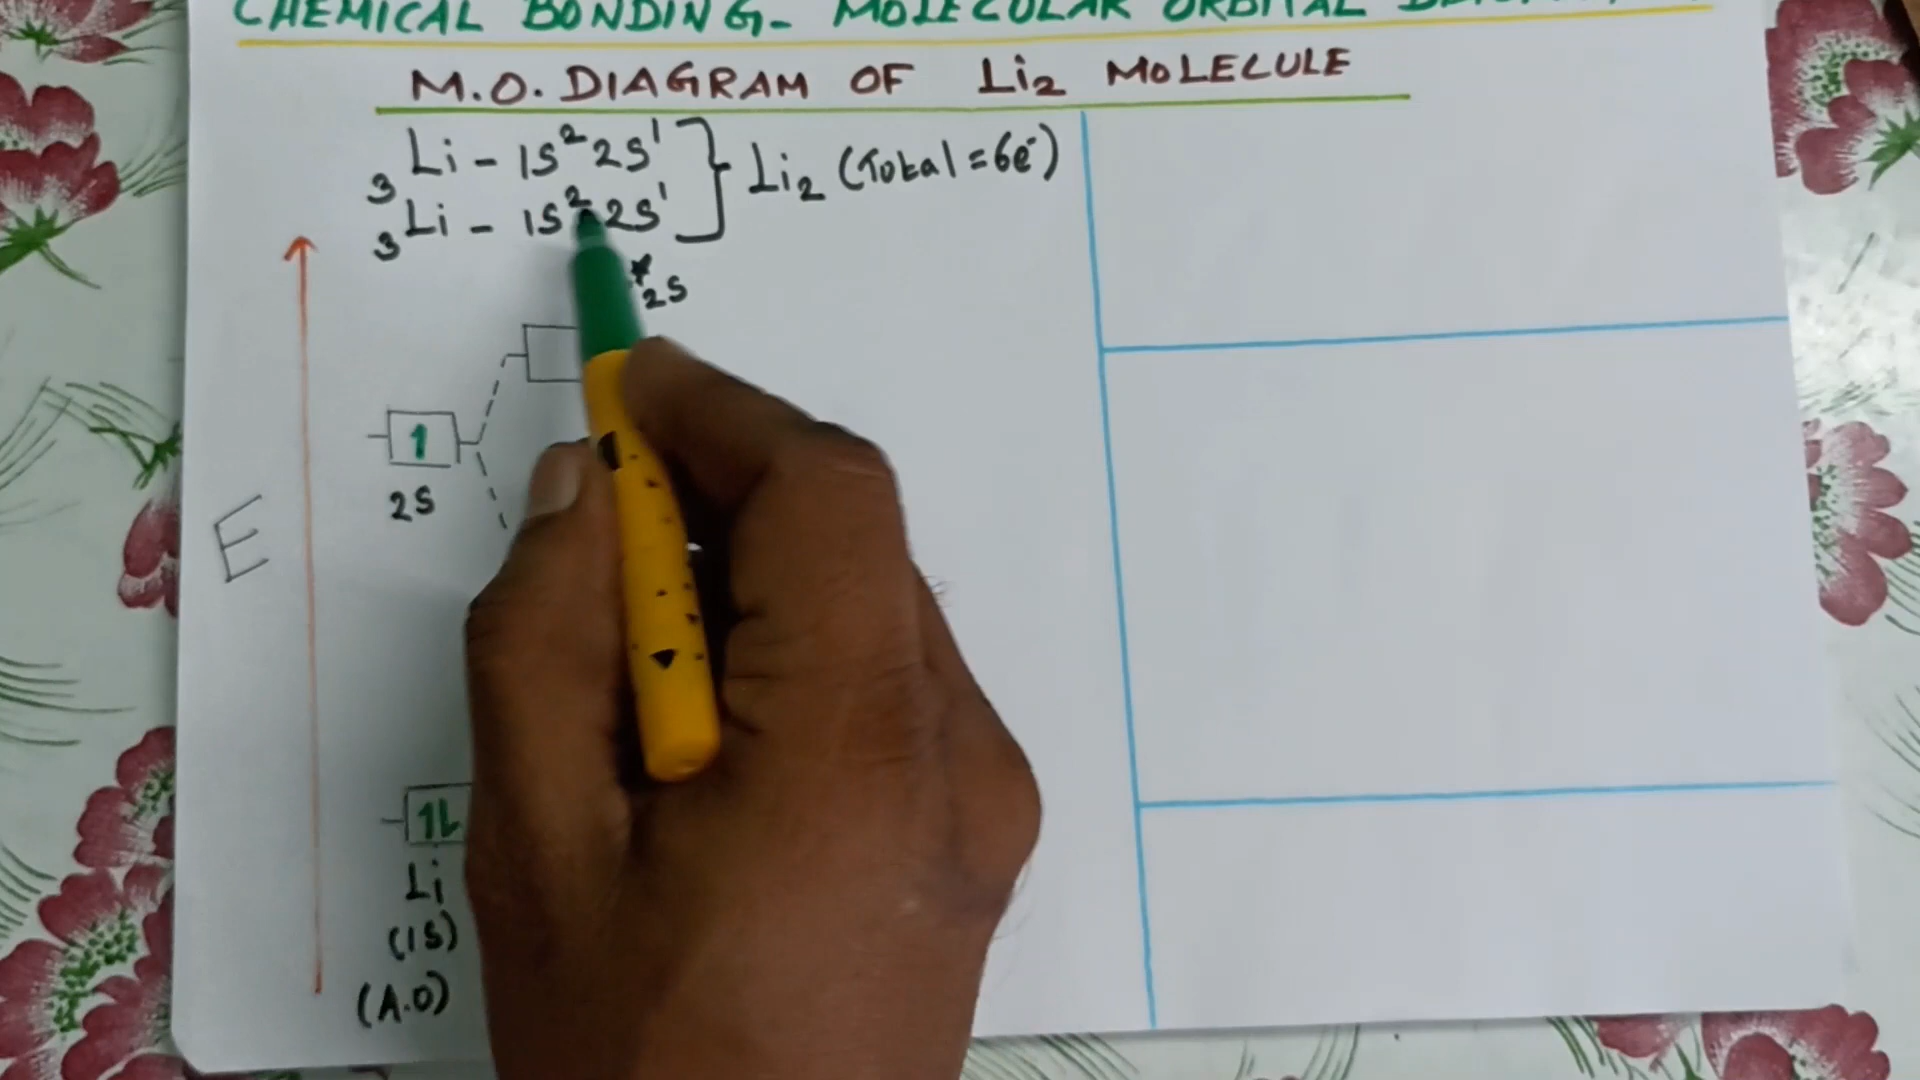 CHEMICAL BONDING- MOLECULAR ORBITAL
M.O. DIAGRAM OF Li₂ MOLECULE
₃Li - 1S² 2S¹
₃Li - 1S² 2S¹
Li₂ (Total = 6e⁻)
*2S
1
2S
E
1L
Li
(1S)
(A.O)